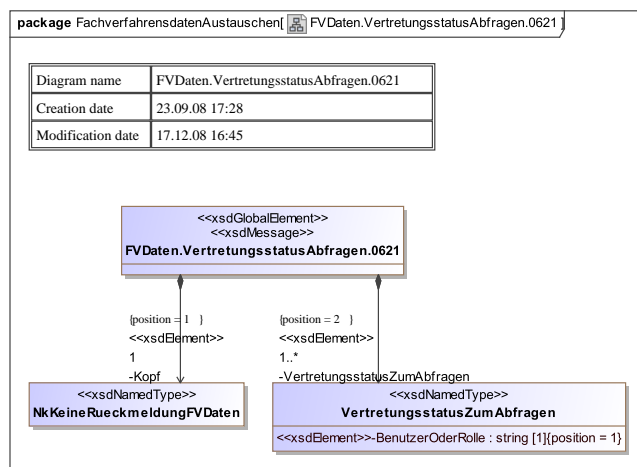 package FachverfahrensdatenAustauschen[ FVDaten.VertretungsstatusAbfragen.0621 ]
Diagram name FVDaten.VertretungsstatusAbfragen.0621
Creation date 23.09.08 17:28
Modification date 17.12.08 16:45
<<xsdGlobalElement>>
<<xsdMessage>>
FVDaten.VertretungsstatusAbfragen.0621
{position = 1 }
<<xsdElement>>
1
-Kopf
{position = 2 }
<<xsdElement>>
1..*
-VertretungsstatusZumAbfragen
<<xsdNamedType>>
NkKeineRueckmeldungFVDaten
<<xsdNamedType>>
VertretungsstatusZumAbfragen
<<xsdElement>>-BenutzerOderRolle : string [1]{position = 1}